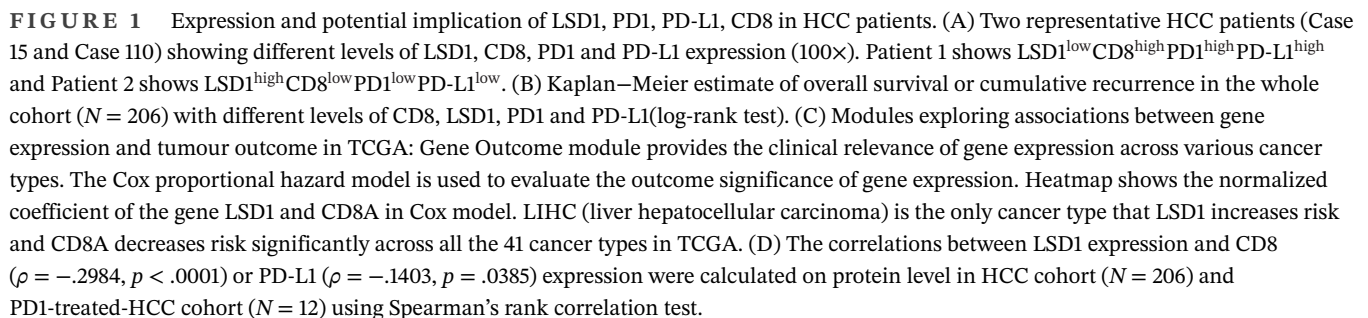 FIGURE 1 Expression and potential implication of LSD1, PD1, PD-L1, CD8 in HCC patients. (A) Two representative HCC patients (Case
15 and Case 110) showing different levels of LSD1, CD8, PD1 and PD-L1 expression (100×). Patient 1 shows LSD1ˡᵒʷCD8ʰⁱᵍʰPD1ʰⁱᵍʰPD-L1ʰⁱᵍʰ
and Patient 2 shows LSD1ʰⁱᵍʰCD8ˡᵒʷPD1ˡᵒʷPD-L1ˡᵒʷ. (B) Kaplan–Meier estimate of overall survival or cumulative recurrence in the whole
cohort (N = 206) with different levels of CD8, LSD1, PD1 and PD-L1(log-rank test). (C) Modules exploring associations between gene
expression and tumour outcome in TCGA: Gene Outcome module provides the clinical relevance of gene expression across various cancer
types. The Cox proportional hazard model is used to evaluate the outcome significance of gene expression. Heatmap shows the normalized
coefficient of the gene LSD1 and CD8A in Cox model. LIHC (liver hepatocellular carcinoma) is the only cancer type that LSD1 increases risk
and CD8A decreases risk significantly across all the 41 cancer types in TCGA. (D) The correlations between LSD1 expression and CD8
(ρ = −.2984, p < .0001) or PD-L1 (ρ = −.1403, p = .0385) expression were calculated on protein level in HCC cohort (N = 206) and
PD1-treated-HCC cohort (N = 12) using Spearman's rank correlation test.